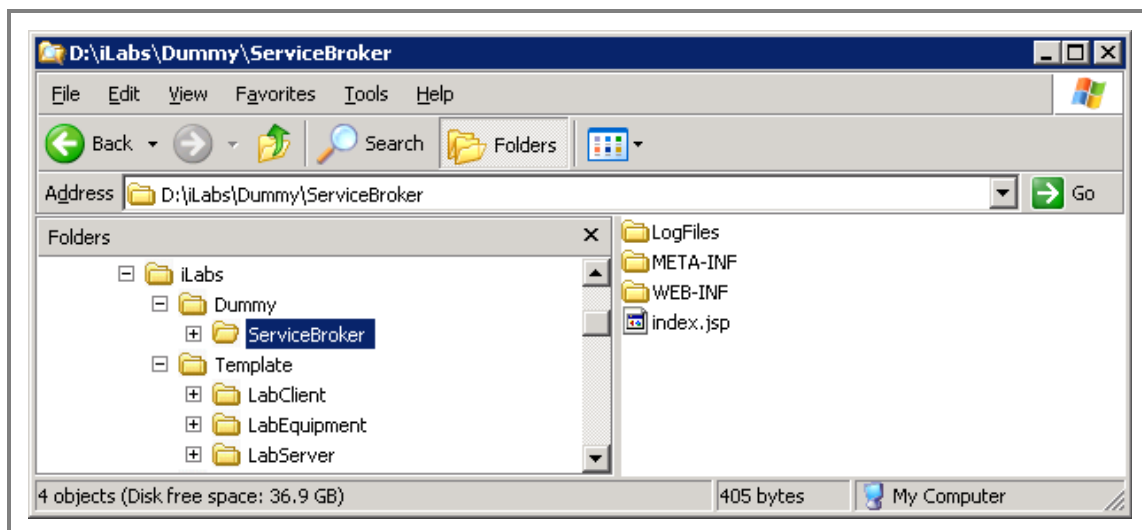 D:\iLabs\Dummy\ServiceBroker
File Edit View Favorites Tools Help
Back Search Folders
Address D:\iLabs\Dummy\ServiceBroker Go
Folders
iLabs
Dummy
ServiceBroker
Template
LabClient
LabEquipment
LabServer
LogFiles
META-INF
WEB-INF
index.jsp
4 objects (Disk free space: 36.9 GB) 405 bytes My Computer